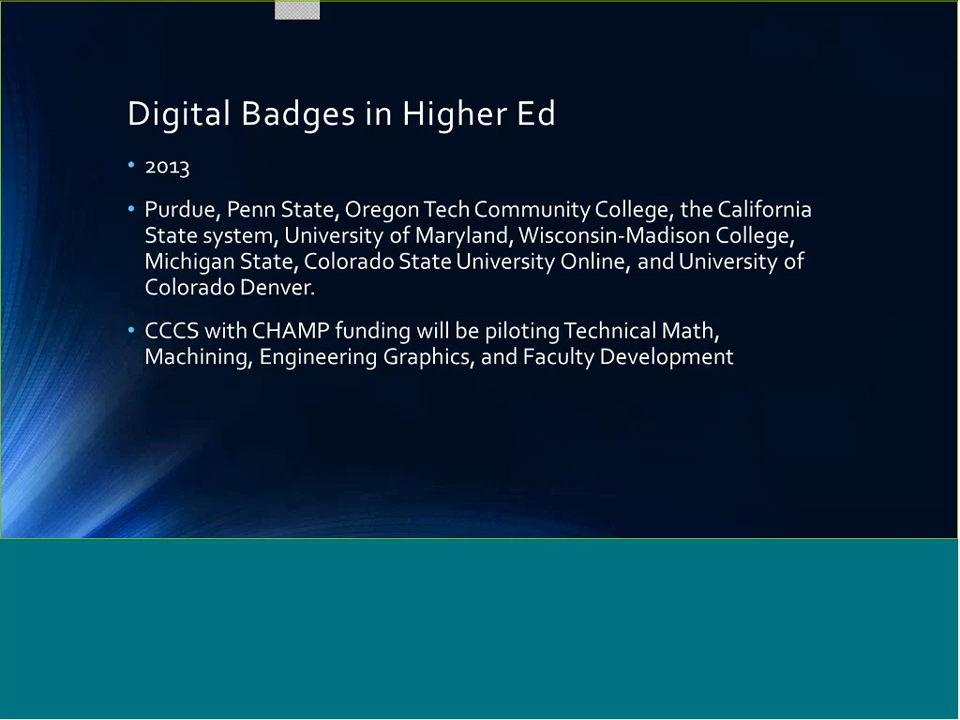 Digital Badges in Higher Ed
• 2013
• Purdue, Penn State, Oregon Tech Community College, the California
State system, University of Maryland, Wisconsin-Madison College,
Michigan State, Colorado State University Online, and University of
Colorado Denver.
• CCCS with CHAMP funding will be piloting Technical Math,
Machining, Engineering Graphics, and Faculty Development